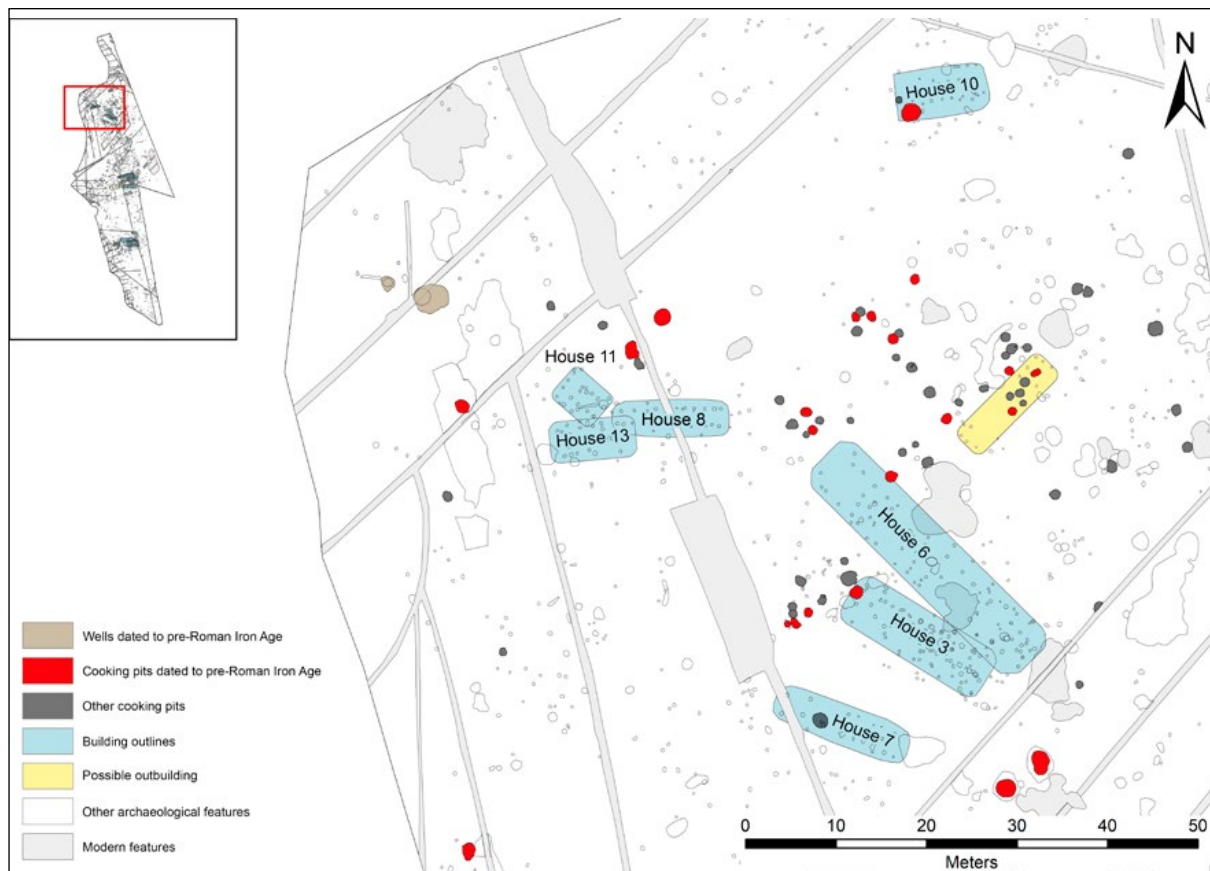 N
House 10
House 11
House 8
House 13
House 6
House 3
House 7
Wells dated to pre-Roman Iron Age
Cooking pits dated to pre-Roman Iron Age
Other cooking pits
Building outlines
Possible outbuilding
Other archaeological features
Modern features
0 10 20 30 40 50
Meters